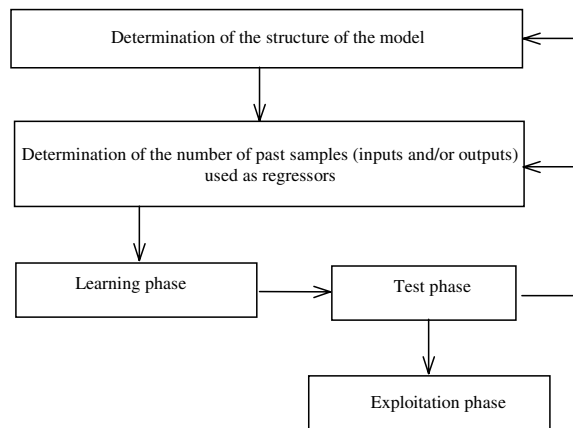 Determination of the structure of the model
Determination of the number of past samples (inputs and/or outputs)
used as regressors
Learning phase
Test phase
Exploitation phase